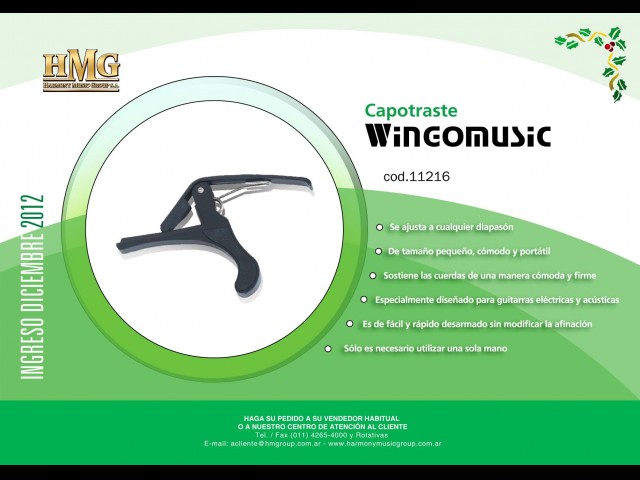 HMG
HARMONY MUSIC GROUP S.A.
Capotraste
Wingomusic
cod.11216
INGRESO DICIEMBRE 2012
Se ajusta a cualquier diapasón
De tamaño pequeño, cómodo y portátil
Sostiene las cuerdas de una manera cómoda y firme
Especialmente diseñado para guitarras eléctricas y acústicas
Es de fácil y rápido desarmado sin modificar la afinación
Sólo es necesario utilizar una sola mano
HAGA SU PEDIDO A SU VENDEDOR HABITUAL
O A NUESTRO CENTRO DE ATENCIÓN AL CLIENTE
Tel. / Fax (011) 4265-4000 y Rotativas
E-mail: acliente@hmgroup.com.ar - www.harmonymusicgroup.com.ar